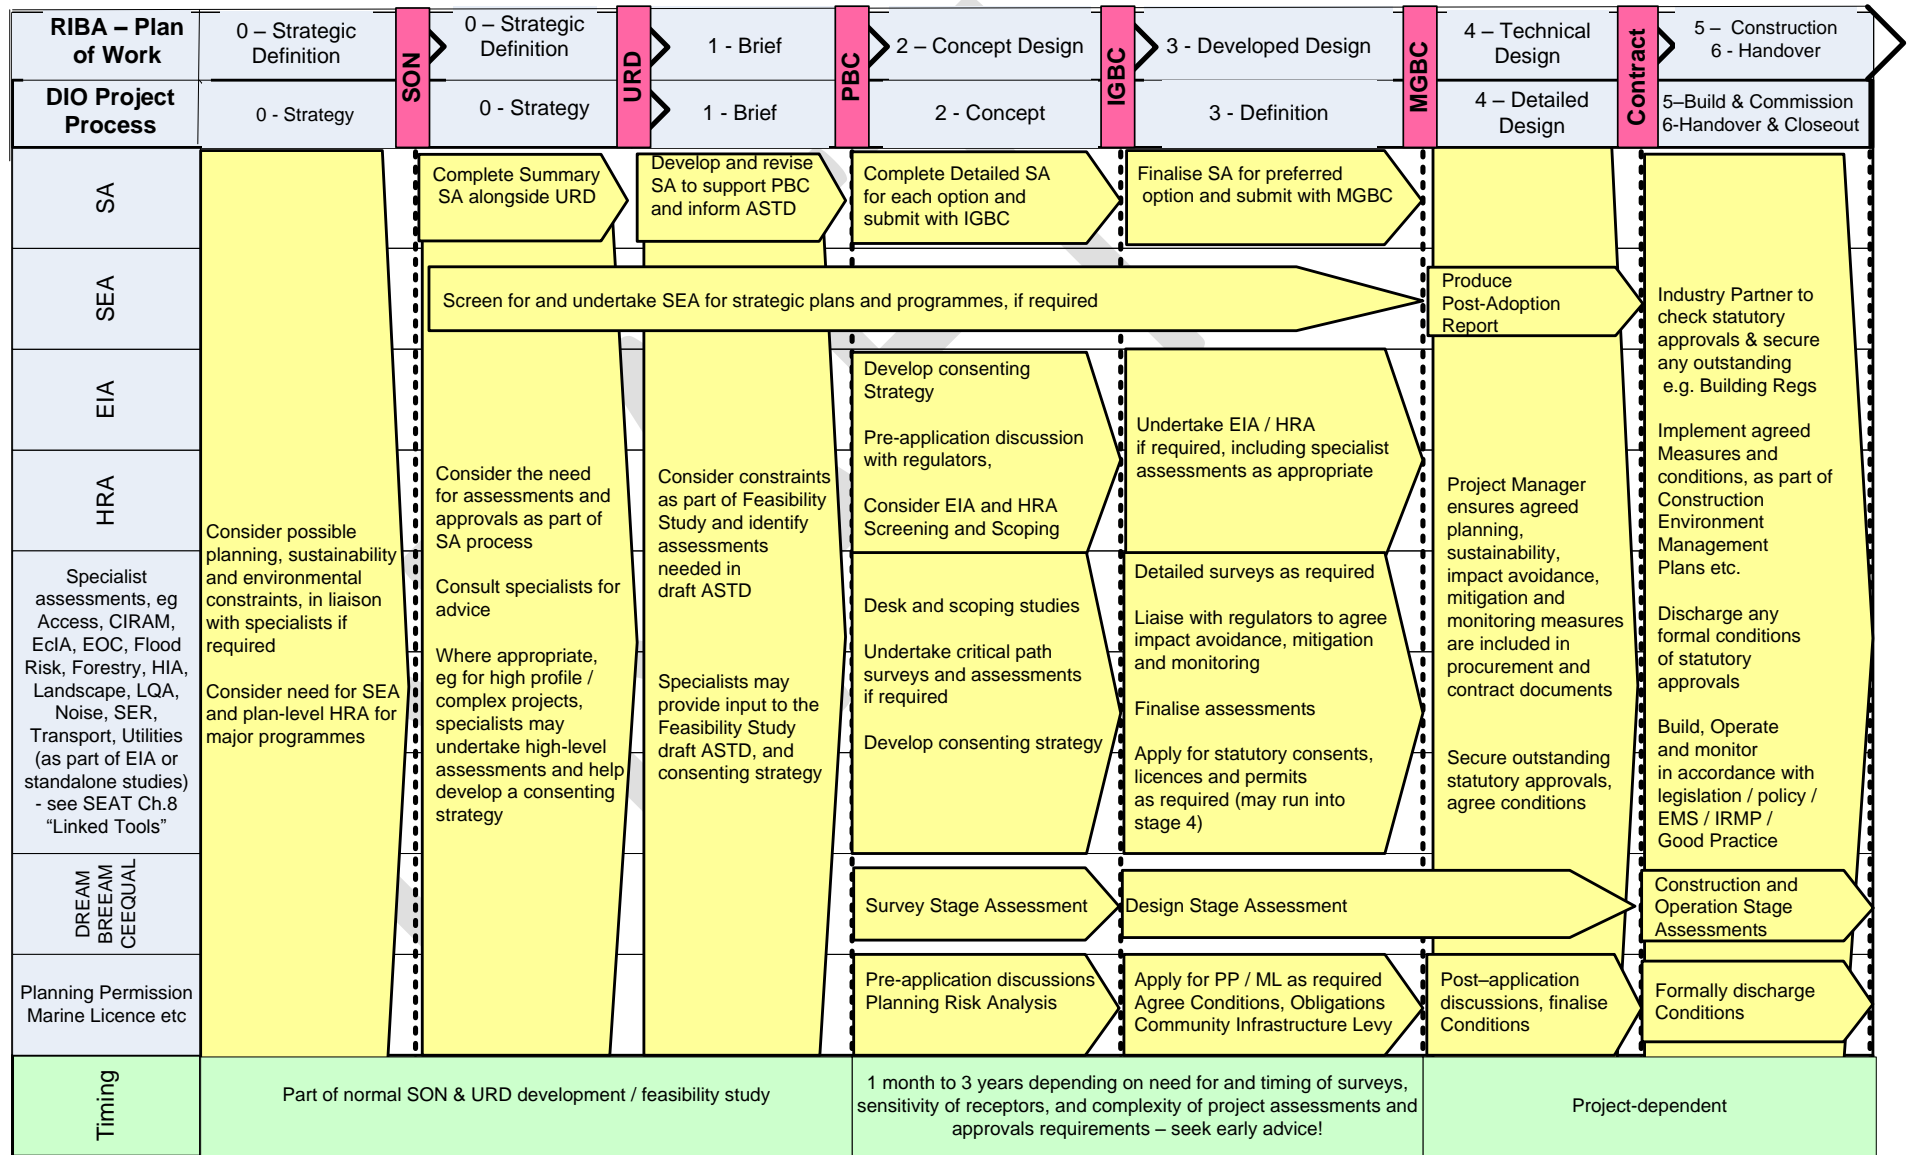 RIBA – Plan
of Work
0 – Strategic
Definition
SON
0 – Strategic
Definition
URD
1 - Brief
PBC
2 – Concept Design
IGBC
3 - Developed Design
MGBC
4 – Technical
Design
Contract
5 – Construction
6 - Handover
DIO Project
Process
0 - Strategy
0 - Strategy
1 - Brief
2 - Concept
3 - Definition
4 – Detailed
Design
5–Build & Commission
6-Handover & Closeout
SA
Complete Summary
SA alongside URD
Develop and revise
SA to support PBC
and inform ASTD
Complete Detailed SA
for each option and
submit with IGBC
Finalise SA for preferred
option and submit with MGBC
SEA
Screen for and undertake SEA for strategic plans and programmes, if required
Produce
Post-Adoption
Report
EIA
HRA
Specialist
assessments, eg
Access, CIRAM,
EcIA, EOC, Flood
Risk, Forestry, HIA,
Landscape, LQA,
Noise, SER,
Transport, Utilities
(as part of EIA or
standalone studies)
- see SEAT Ch.8
“Linked Tools”
Consider possible
planning, sustainability
and environmental
constraints, in liaison
with specialists if
required
Consider need for SEA
and plan-level HRA for
major programmes
Consider the need
for assessments and
approvals as part of
SA process
Consult specialists for
advice
Where appropriate,
eg for high profile /
complex projects,
specialists may
undertake high-level
assessments and help
develop a consenting
strategy
Consider constraints
as part of Feasibility
Study and identify
assessments
needed in
draft ASTD
Specialists may
provide input to the
Feasibility Study
draft ASTD, and
consenting strategy
Develop consenting
Strategy
Pre-application discussion
with regulators,
Consider EIA and HRA
Screening and Scoping
Desk and scoping studies
Undertake critical path
surveys and assessments
if required
Develop consenting strategy
Undertake EIA / HRA
if required, including specialist
assessments as appropriate
Detailed surveys as required
Liaise with regulators to agree
impact avoidance, mitigation
and monitoring
Finalise assessments
Apply for statutory consents,
licences and permits
as required (may run into
stage 4)
Project Manager
ensures agreed
planning,
sustainability,
impact avoidance,
mitigation and
monitoring measures
are included in
procurement and
contract documents
Secure outstanding
statutory approvals,
agree conditions
Industry Partner to
check statutory
approvals & secure
any outstanding
e.g. Building Regs
Implement agreed
Measures and
conditions, as part of
Construction
Environment
Management
Plans etc.
Discharge any
formal conditions
of statutory
approvals
Build, Operate
and monitor
in accordance with
legislation / policy /
EMS / IRMP /
Good Practice
DREAM
BREEAM
CEEQUAL
Survey Stage Assessment
Design Stage Assessment
Construction and
Operation Stage
Assessments
Planning Permission
Marine Licence etc
Pre-application discussions
Planning Risk Analysis
Apply for PP / ML as required
Agree Conditions, Obligations
Community Infrastructure Levy
Post–application
discussions, finalise
Conditions
Formally discharge
Conditions
Timing
Part of normal SON & URD development / feasibility study
1 month to 3 years depending on need for and timing of surveys,
sensitivity of receptors, and complexity of project assessments and
approvals requirements – seek early advice!
Project-dependent